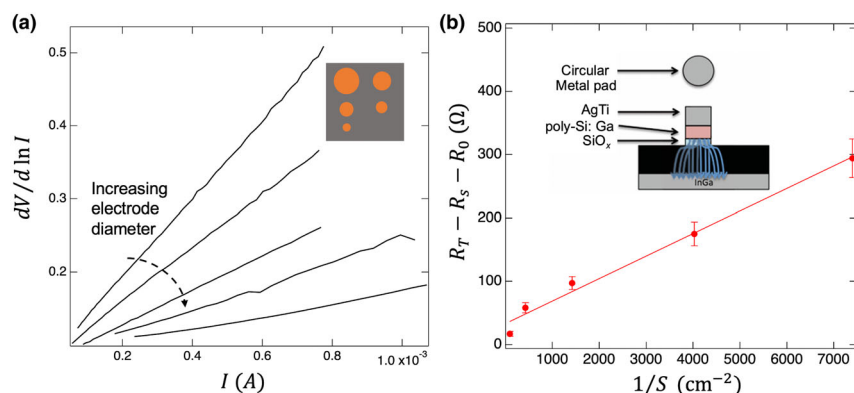 (a)
0.5
0.4
0.3
0.2
dV/d ln I
Increasing
electrode
diameter
0.2
0.4
0.6
0.8
1.0 x10⁻³
I (A)
(b)
500
400
300
200
100
0
R_T − R_s − R_0 (Ω)
Circular
Metal pad
AgTi
poly-Si: Ga
SiOₓ
InGa
0
1000
2000
3000
4000
5000
6000
7000
1/S (cm⁻²)